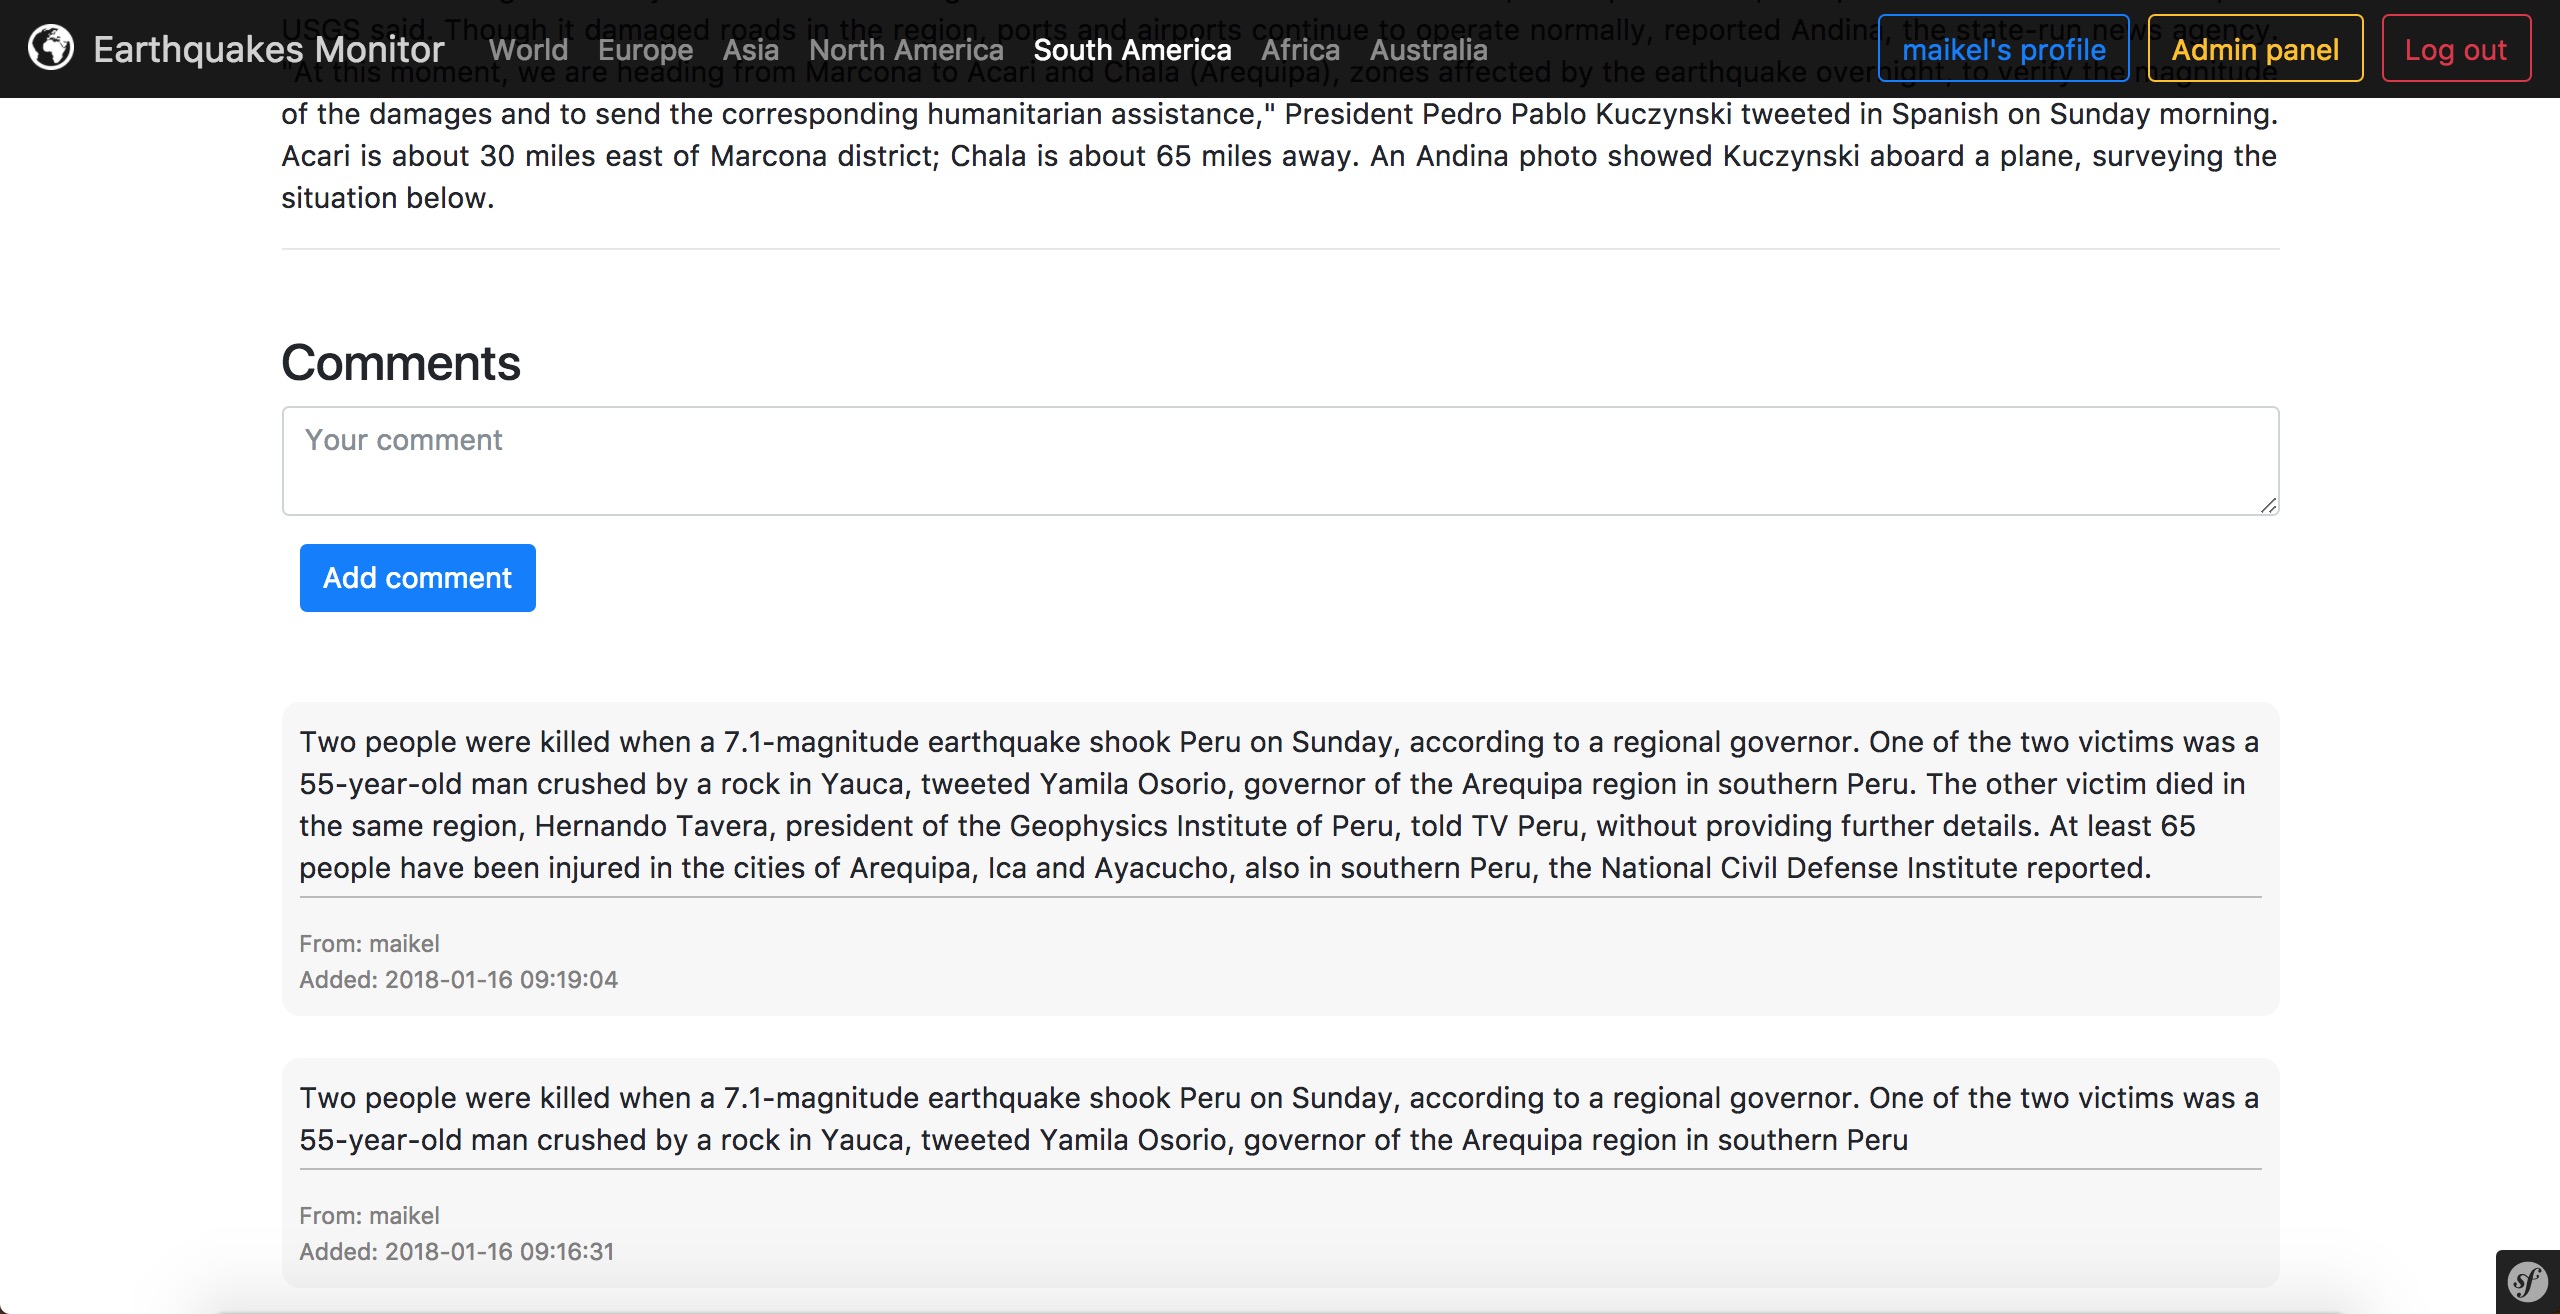 USGS said. Though it damaged roads in the region, ports and airports continue to operate normally, reported Andina, the state-run news agency.
Earthquakes Monitor World Europe Asia North America South America Africa Australia maikel's profile Admin panel Log out
"At this moment, we are heading from Marcona to Acari and Chala (Arequipa), zones affected by the earthquake overnight, to verify the magnitude
of the damages and to send the corresponding humanitarian assistance," President Pedro Pablo Kuczynski tweeted in Spanish on Sunday morning.
Acari is about 30 miles east of Marcona district; Chala is about 65 miles away. An Andina photo showed Kuczynski aboard a plane, surveying the
situation below.
Comments
Your comment
Add comment
Two people were killed when a 7.1-magnitude earthquake shook Peru on Sunday, according to a regional governor. One of the two victims was a
55-year-old man crushed by a rock in Yauca, tweeted Yamila Osorio, governor of the Arequipa region in southern Peru. The other victim died in
the same region, Hernando Tavera, president of the Geophysics Institute of Peru, told TV Peru, without providing further details. At least 65
people have been injured in the cities of Arequipa, Ica and Ayacucho, also in southern Peru, the National Civil Defense Institute reported.
From: maikel
Added: 2018-01-16 09:19:04
Two people were killed when a 7.1-magnitude earthquake shook Peru on Sunday, according to a regional governor. One of the two victims was a
55-year-old man crushed by a rock in Yauca, tweeted Yamila Osorio, governor of the Arequipa region in southern Peru
From: maikel
Added: 2018-01-16 09:16:31
sf